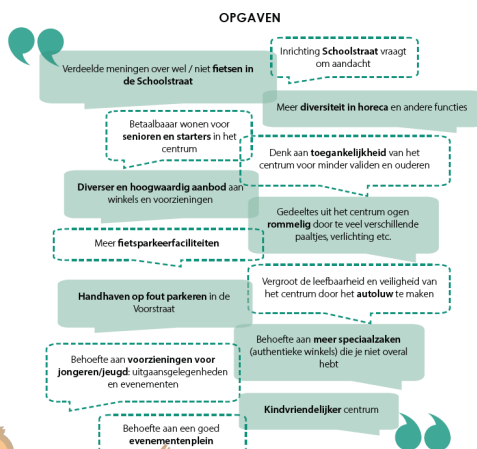 OPGAVEN
Inrichting Schoolstraat vraagt
om aandacht
Verdeelde meningen over wel / niet fietsen in
de Schoolstraat
Meer diversiteit in horeca en andere functies
Betaalbaaar wonen voor
senioren en starters in het
centrum
Denk aan toegankelijkheid van het
centrum voor minder validen en ouderen
Diverser en hoogwaardig aanbod aan
winkels en voorzieningen
Gedeeltes uit het centrum ogen
rommelig door te veel verschillende
paaltjes, verlichting etc.
Meer fietsparkeerfaciliteiten
Vergroot de leefbaarheid en veiligheid van
het centrum door het autoluw te maken
Handhaven op fout parkeren in de
Voorstraat
Behoefte aan meer speciaalzaken
(authentieke winkels) die je niet overal
hebt
Behoefte aan voorzieningen voor
jongeren/jeugd: uitgaansgelegenheden
en evenementen
Kindvriendelijker centrum
Behoefte aan een goed
evenementenplein